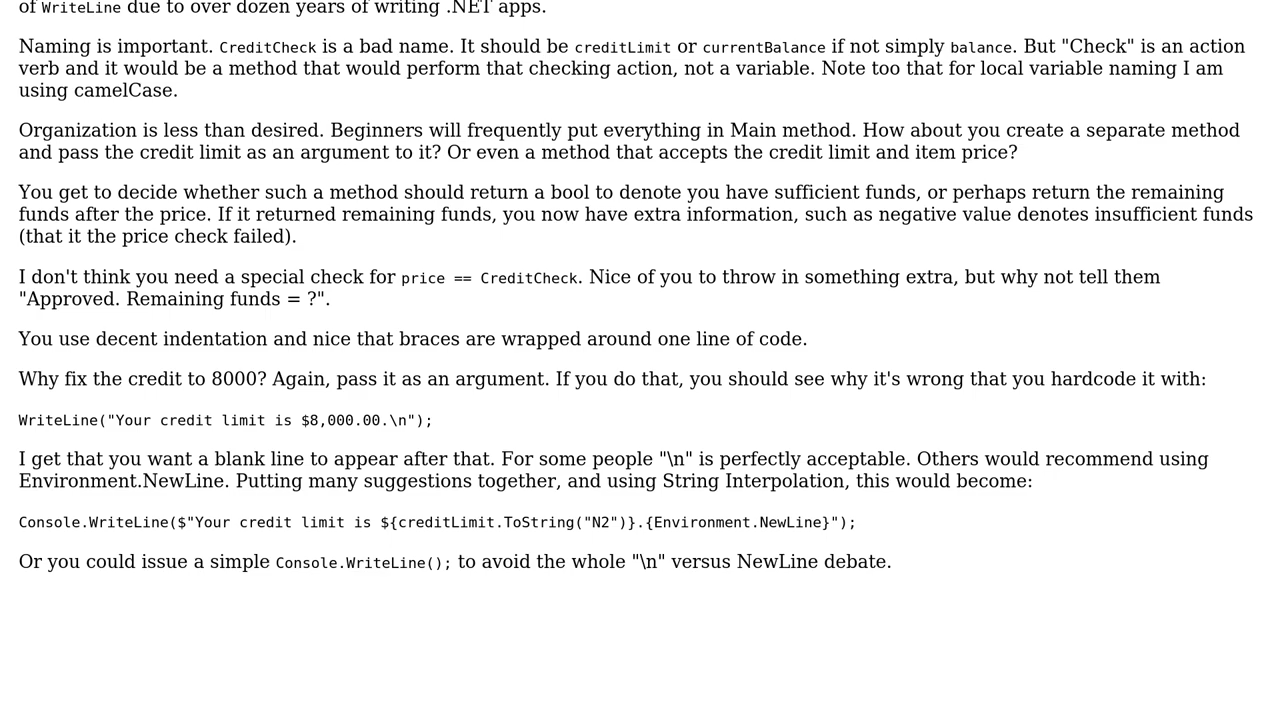 of WriteLine due to over dozen years of writing .NET apps.
Naming is important. CreditCheck is a bad name. It should be creditLimit or currentBalance if not simply balance. But "Check" is an action
verb and it would be a method that would perform that checking action, not a variable. Note too that for local variable naming I am
using camelCase.
Organization is less than desired. Beginners will frequently put everything in Main method. How about you create a separate method
and pass the credit limit as an argument to it? Or even a method that accepts the credit limit and item price?
You get to decide whether such a method should return a bool to denote you have sufficient funds, or perhaps return the remaining
funds after the price. If it returned remaining funds, you now have extra information, such as negative value denotes insufficient funds
(that it the price check failed).
I don't think you need a special check for price == CreditCheck. Nice of you to throw in something extra, but why not tell them
"Approved. Remaining funds = ?".
You use decent indentation and nice that braces are wrapped around one line of code.
Why fix the credit to 8000? Again, pass it as an argument. If you do that, you should see why it's wrong that you hardcode it with:
WriteLine("Your credit limit is $8,000.00.\n");
I get that you want a blank line to appear after that. For some people "\n" is perfectly acceptable. Others would recommend using
Environment.NewLine. Putting many suggestions together, and using String Interpolation, this would become:
Console.WriteLine($"Your credit limit is ${creditLimit.ToString("N2")}.{Environment.NewLine}");
Or you could issue a simple Console.WriteLine(); to avoid the whole "\n" versus NewLine debate.